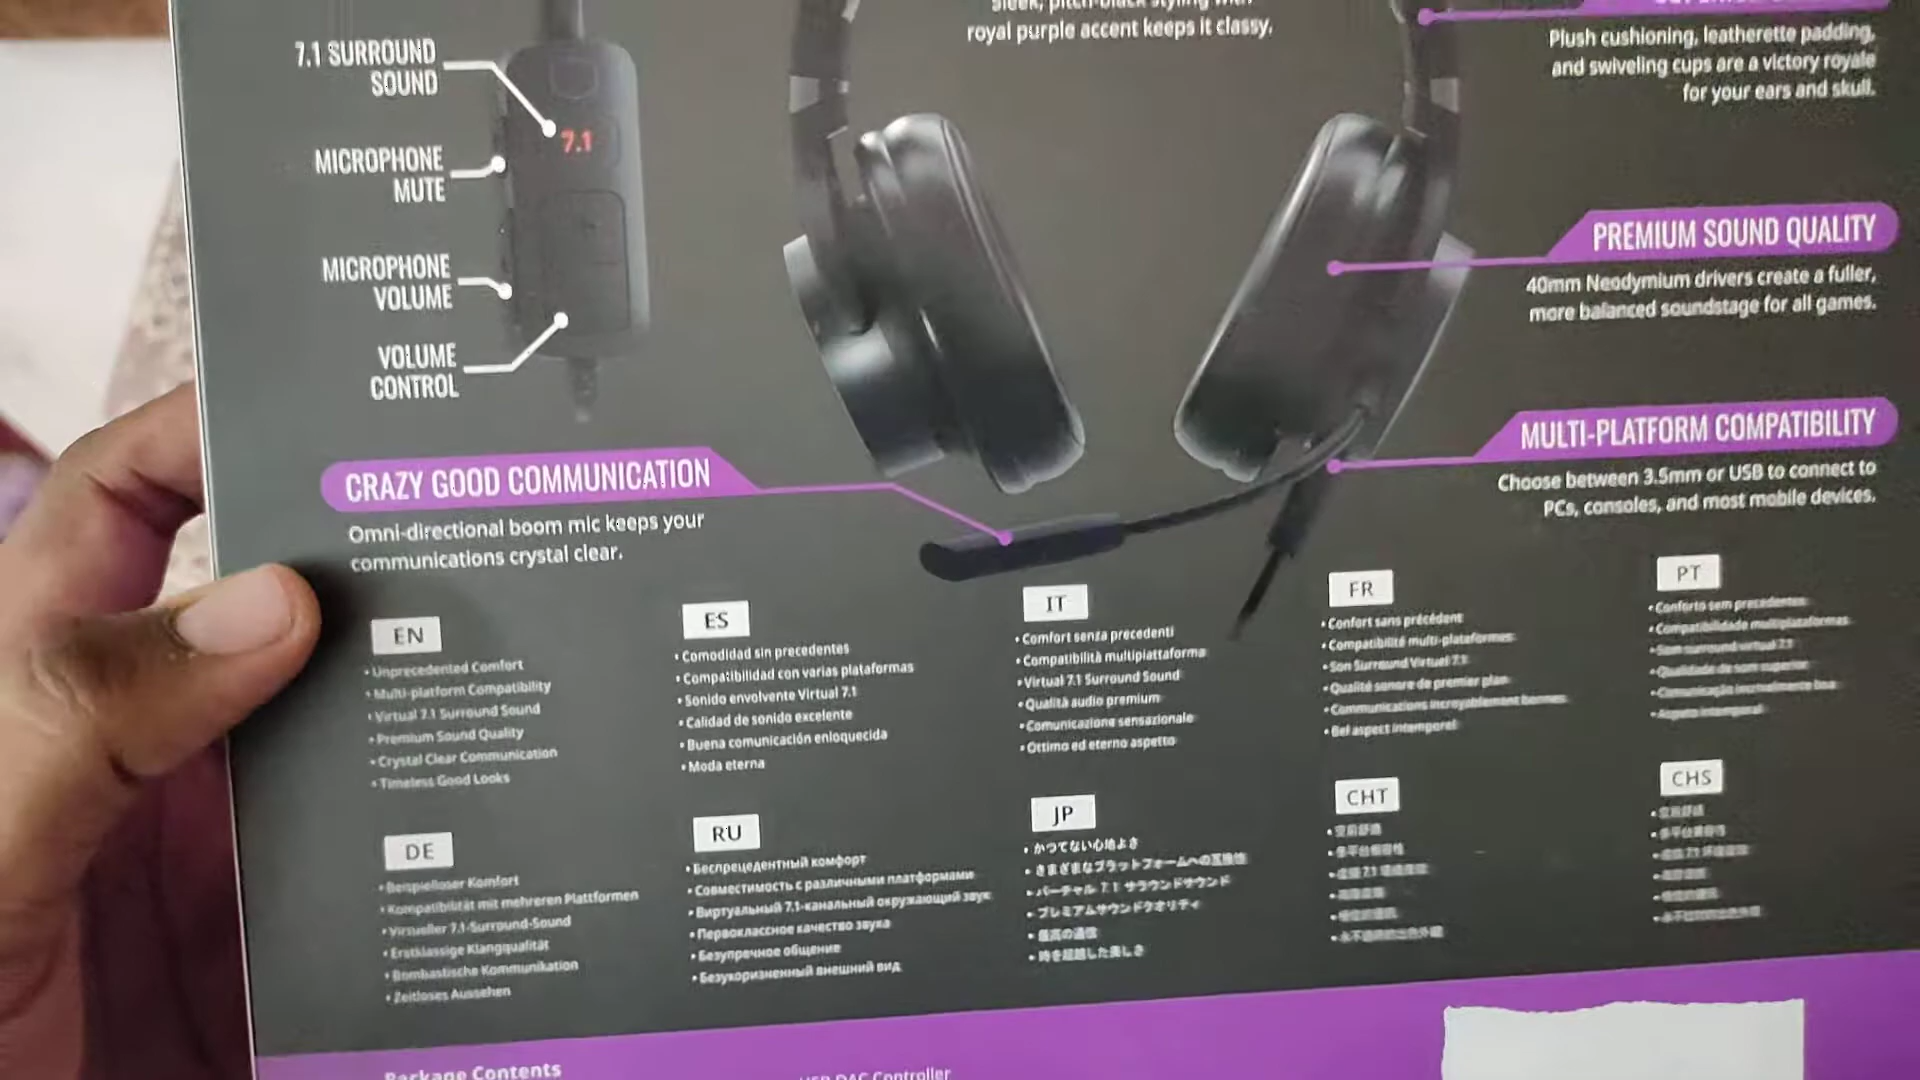 royal purple accent keeps it classy.
7.1 SURROUND
SOUND
7.1
MICROPHONE
MUTE
MICROPHONE
VOLUME
VOLUME
CONTROL
Plush cushioning, leatherette padding,
and swiveling cups are a victory royale
for your ears and skull.
PREMIUM SOUND QUALITY
40mm Neodymium drivers create a fuller,
more balanced soundstage for all games.
MULTI-PLATFORM COMPATIBILITY
Choose between 3.5mm or USB to connect to
PCs, consoles, and most mobile devices.
CRAZY GOOD COMMUNICATION
Omni-directional boom mic keeps your
communications crystal clear.
EN
• Unprecedented Comfort
• Multi-platform Compatibility
• Virtual 7.1 Surround Sound
• Premium Sound Quality
• Crystal Clear Communication
• Timeless Good Looks
ES
• Comodidad sin precedentes
• Compatibilidad con varias plataformas
• Sonido envolvente Virtual 7.1
• Calidad de sonido excelente
• Buena comunicación enloquecida
• Moda eterna
IT
• Comfort senza precedenti
• Compatibilità multipiattaforma
• Virtual 7.1 Surround Sound
• Qualità audio premium
• Comunicazione sensazionale
• Ottimo ed eterno aspetto
FR
• Confort sans précédent
• Compatibilité multi-plateformes
• Son Surround Virtuel 7.1
• Qualité sonore de premier plan
• Communications incroyablement bonnes
• Bel aspect intemporel
PT
• Conforto sem precedentes
• Compatibilidade multiplataformas
• Som surround virtual 7.1
• Qualidade de som superior
• Comunicação incrivelmente boa
• Aspeto intemporal
DE
• Beispielloser Komfort
• Kompatibilität mit mehreren Plattformen
• Virtueller 7.1-Surround-Sound
• Erstklassige Klangqualität
• Bombastische Kommunikation
• Zeitloses Aussehen
RU
• Беспрецедентный комфорт
• Совместимость с различными платформами
• Виртуальный 7.1-канальный окружающий звук
• Первоклассное качество звука
• Безупречное общение
• Безукоризненный внешний вид
JP
• かつてない心地よさ
• さまざまなプラットフォームへの互換性
• バーチャル 7.1 サラウンドサウンド
• プレミアムサウンドクオリティ
• 最高の通信
• 時を超越した美しさ
CHT
CHS
Package Contents
USB DAC Controller